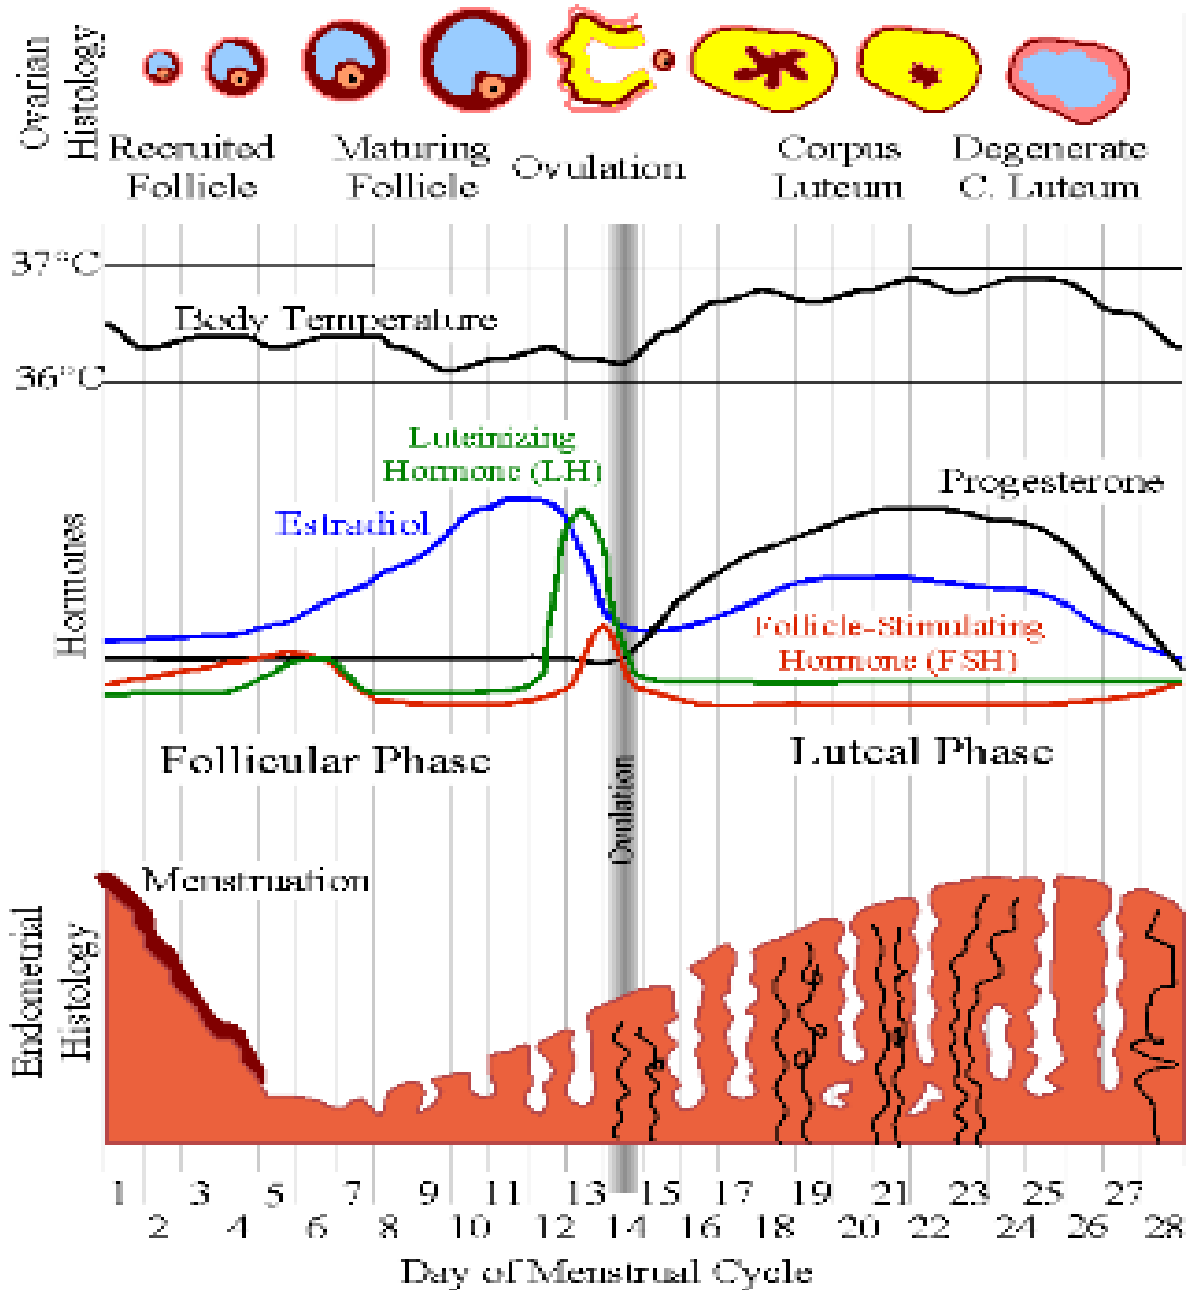 Ovarian
Histology
Recruited
Follicle
Maturing
Follicle
Ovulation
Corpus
Luteum
Degenerate
C. Luteum
37°C
Body Temperature
36°C
Hormones
Luteinizing
Hormone (LH)
Estradiol
Progesterone
Follicle-Stimulating
Hormone (FSH)
Follicular Phase
Luteal Phase
Ovulation
Menstruation
Endometrial
Histology
1 3 5 7 9 11 13 15 17 19 21 23 25 27
2 4 6 8 10 12 14 16 18 20 22 24 26 28
Day of Menstrual Cycle